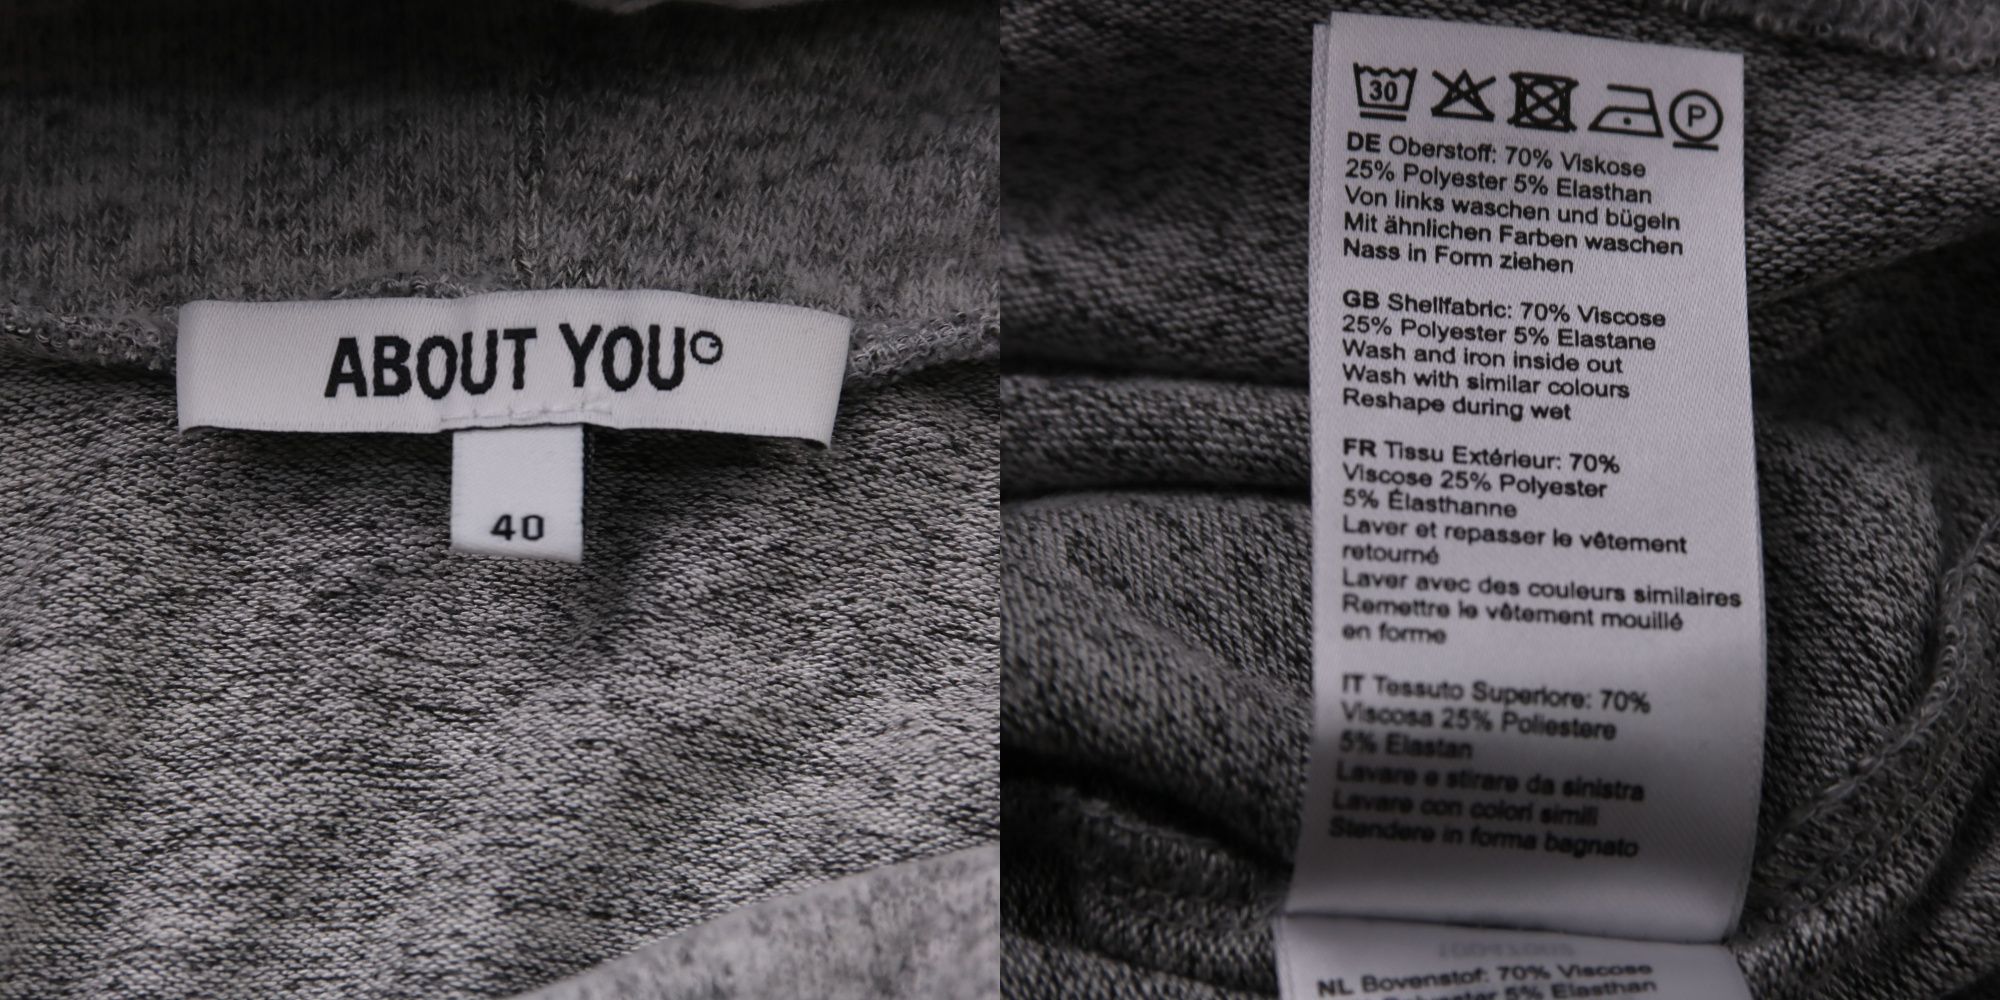 ABOUT YOU
40
30
P
DE Oberstoff: 70% Viskose
25% Polyester 5% Elasthan
Von links waschen und bügeln
Mit ähnlichen Farben waschen
Nass in Form ziehen
GB Shellfabric: 70% Viscose
25% Polyester 5% Elastane
Wash and iron inside out
Wash with similar colours
Reshape during wet
FR Tissu Extérieur: 70%
Viscose 25% Polyester
5% Élasthanne
Laver et repasser le vêtement
retourné
Laver avec des couleurs similaires
Remettre le vêtement mouillé
en forme
IT Tessuto Superiore: 70%
Viscosa 25% Poliestere
5% Elastan
Lavare e stirare da sinistra
Lavare con colori simili
Stendere in forma bagnato
NL Bovenstof: 70% Viscose
Polyester 5% Elasthan